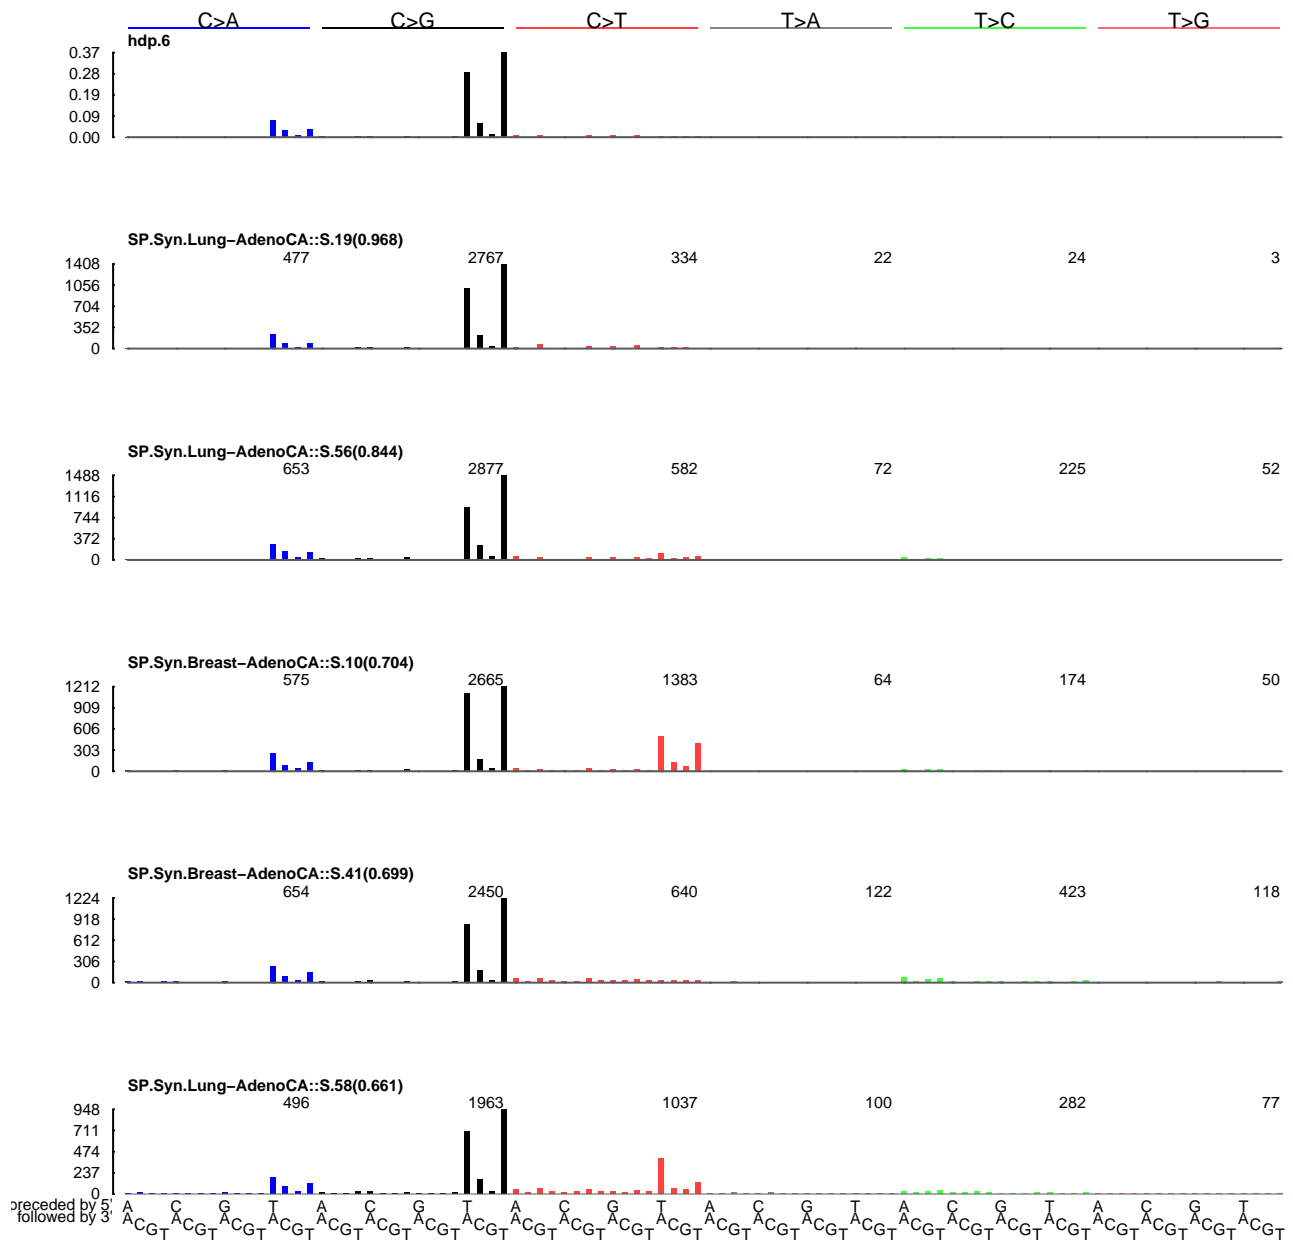 C>A C>G C>T T>A T>C T>G
hdp.6
0.37
0.28
0.19
0.09
0.00
SP.Syn.Lung−AdenoCA::S.19(0.968)
477 2767 334 22 24 3
1408
1056
704
352
0
SP.Syn.Lung−AdenoCA::S.56(0.844)
653 2877 582 72 225 52
1488
1116
744
372
0
SP.Syn.Breast−AdenoCA::S.10(0.704)
575 2665 1383 64 174 50
1212
909
606
303
0
SP.Syn.Breast−AdenoCA::S.41(0.699)
654 2450 640 122 423 118
1224
918
612
306
0
SP.Syn.Lung−AdenoCA::S.58(0.661)
496 1963 1037 100 282 77
948
711
474
237
0
preceded by 5' A C G T A C G T A C G T A C G T A C G T A C G T
followed by 3' A C G T A C G T A C G T A C G T A C G T A C G T A C G T A C G T A C G T A C G T A C G T A C G T A C G T A C G T A C G T A C G T A C G T A C G T A C G T A C G T A C G T A C G T A C G T A C G T